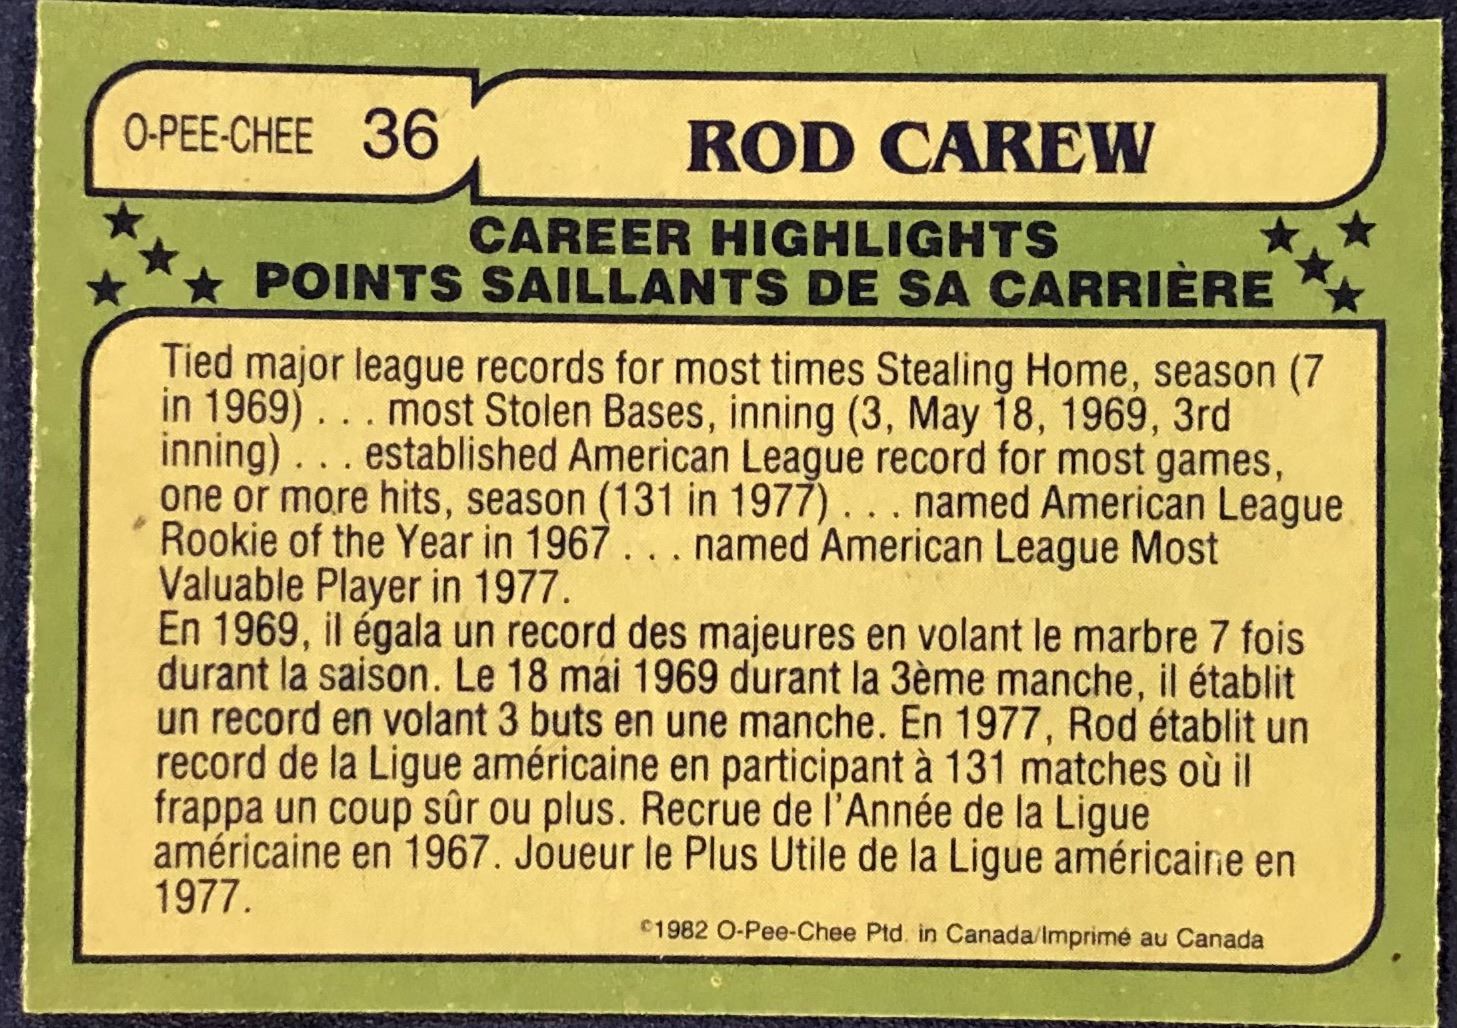 O-PEE-CHEE 36 ROD CAREW
CAREER HIGHLIGHTS
POINTS SAILLANTS DE SA CARRIÈRE
Tied major league records for most times Stealing Home, season (7
in 1969) . . . most Stolen Bases, inning (3, May 18, 1969, 3rd
inning) . . . established American League record for most games,
one or more hits, season (131 in 1977) . . . named American League
Rookie of the Year in 1967 . . . named American League Most
Valuable Player in 1977.
En 1969, il égala un record des majeures en volant le marbre 7 fois
durant la saison. Le 18 mai 1969 durant la 3ème manche, il établit
un record en volant 3 buts en une manche. En 1977, Rod établit un
record de la Ligue américaine en participant à 131 matches où il
frappa un coup sûr ou plus. Recrue de l'Année de la Ligue
américaine en 1967. Joueur le Plus Utile de la Ligue américaine en
1977.
©1982 O-Pee-Chee Ptd. in Canada/Imprimé au Canada